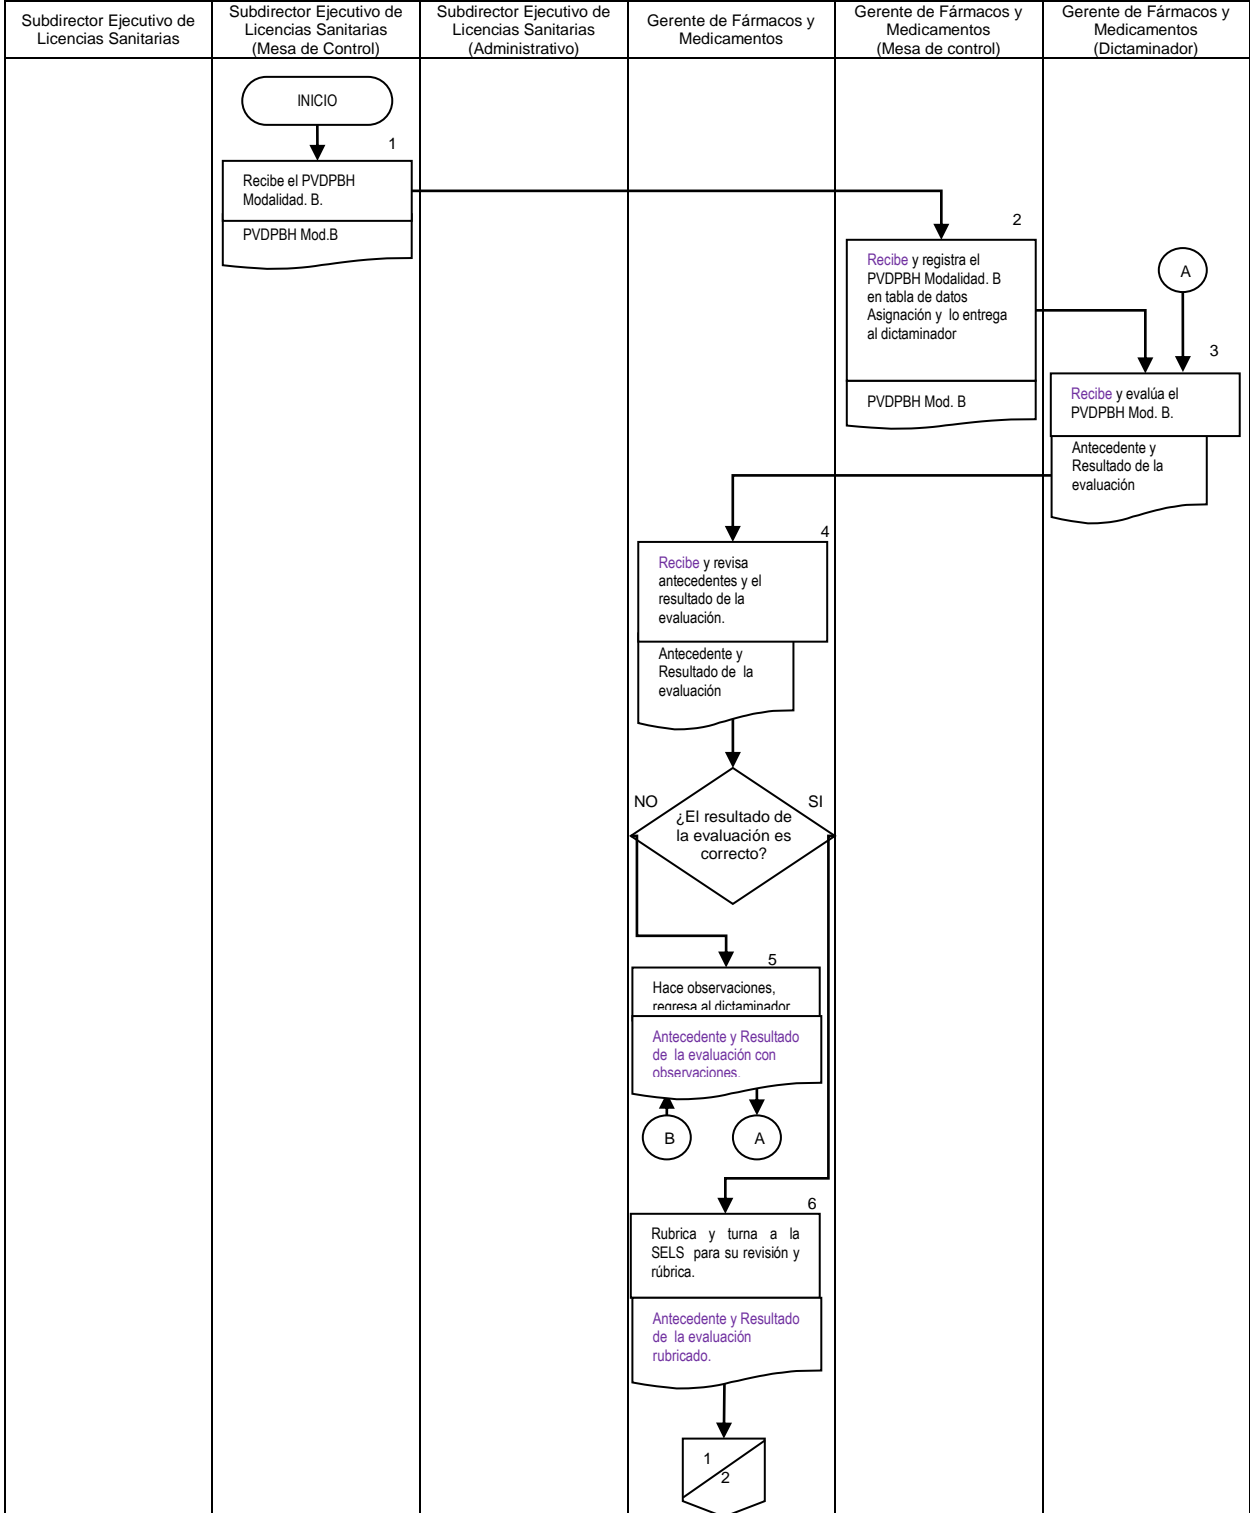 Subdirector Ejecutivo de
Licencias Sanitarias
Subdirector Ejecutivo de
Licencias Sanitarias
(Mesa de Control)
Subdirector Ejecutivo de
Licencias Sanitarias
(Administrativo)
Gerente de Fármacos y
Medicamentos
Gerente de Fármacos y
Medicamentos
(Mesa de control)
Gerente de Fármacos y
Medicamentos
(Dictaminador)
INICIO
1
Recibe el PVDPBH
Modalidad. B.
PVDPBH Mod.B
2
Recibe y registra el
PVDPBH Modalidad. B
en tabla de datos
Asignación y lo entrega
al dictaminador
PVDPBH Mod. B
A
3
Recibe y evalúa el
PVDPBH Mod. B.
Antecedente y
Resultado de la
evaluación
4
Recibe y revisa
antecedentes y el
resultado de la
evaluación.
Antecedente y
Resultado de la
evaluación
NO
SI
¿El resultado de
la evaluación es
correcto?
5
Hace observaciones,
regresa al dictaminador
Antecedente y Resultado
de la evaluación con
observaciones.
B
A
6
Rubrica y turna a la
SELS para su revisión y
rúbrica.
Antecedente y Resultado
de la evaluación
rubricado.
1
2